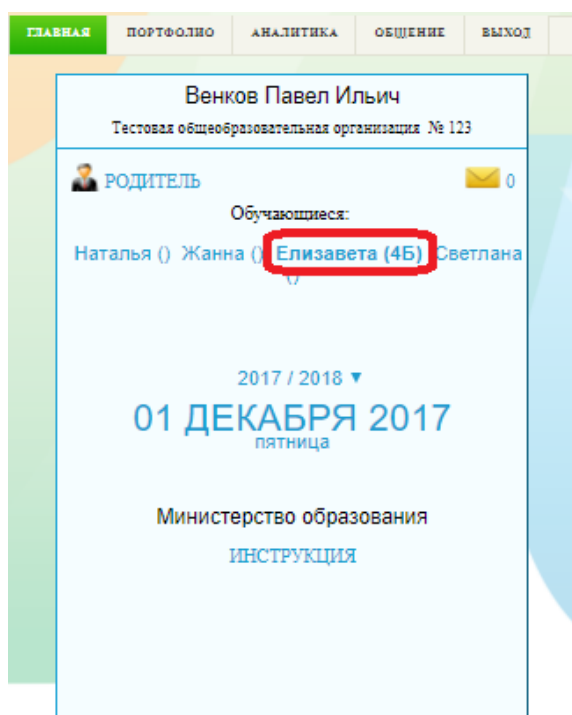 ГЛАВНАЯ ПОРТФОЛИО АНАЛИТИКА ОБЩЕНИЕ ВЫХОД
Венков Павел Ильич
Тестовая общеобразовательная организация № 123
РОДИТЕЛЬ 0
Обучающиеся:
Наталья () Жанна () Елизавета (4Б) Светлана
()
2017 / 2018 ▼
01 ДЕКАБРЯ 2017
пятница
Министерство образования
ИНСТРУКЦИЯ